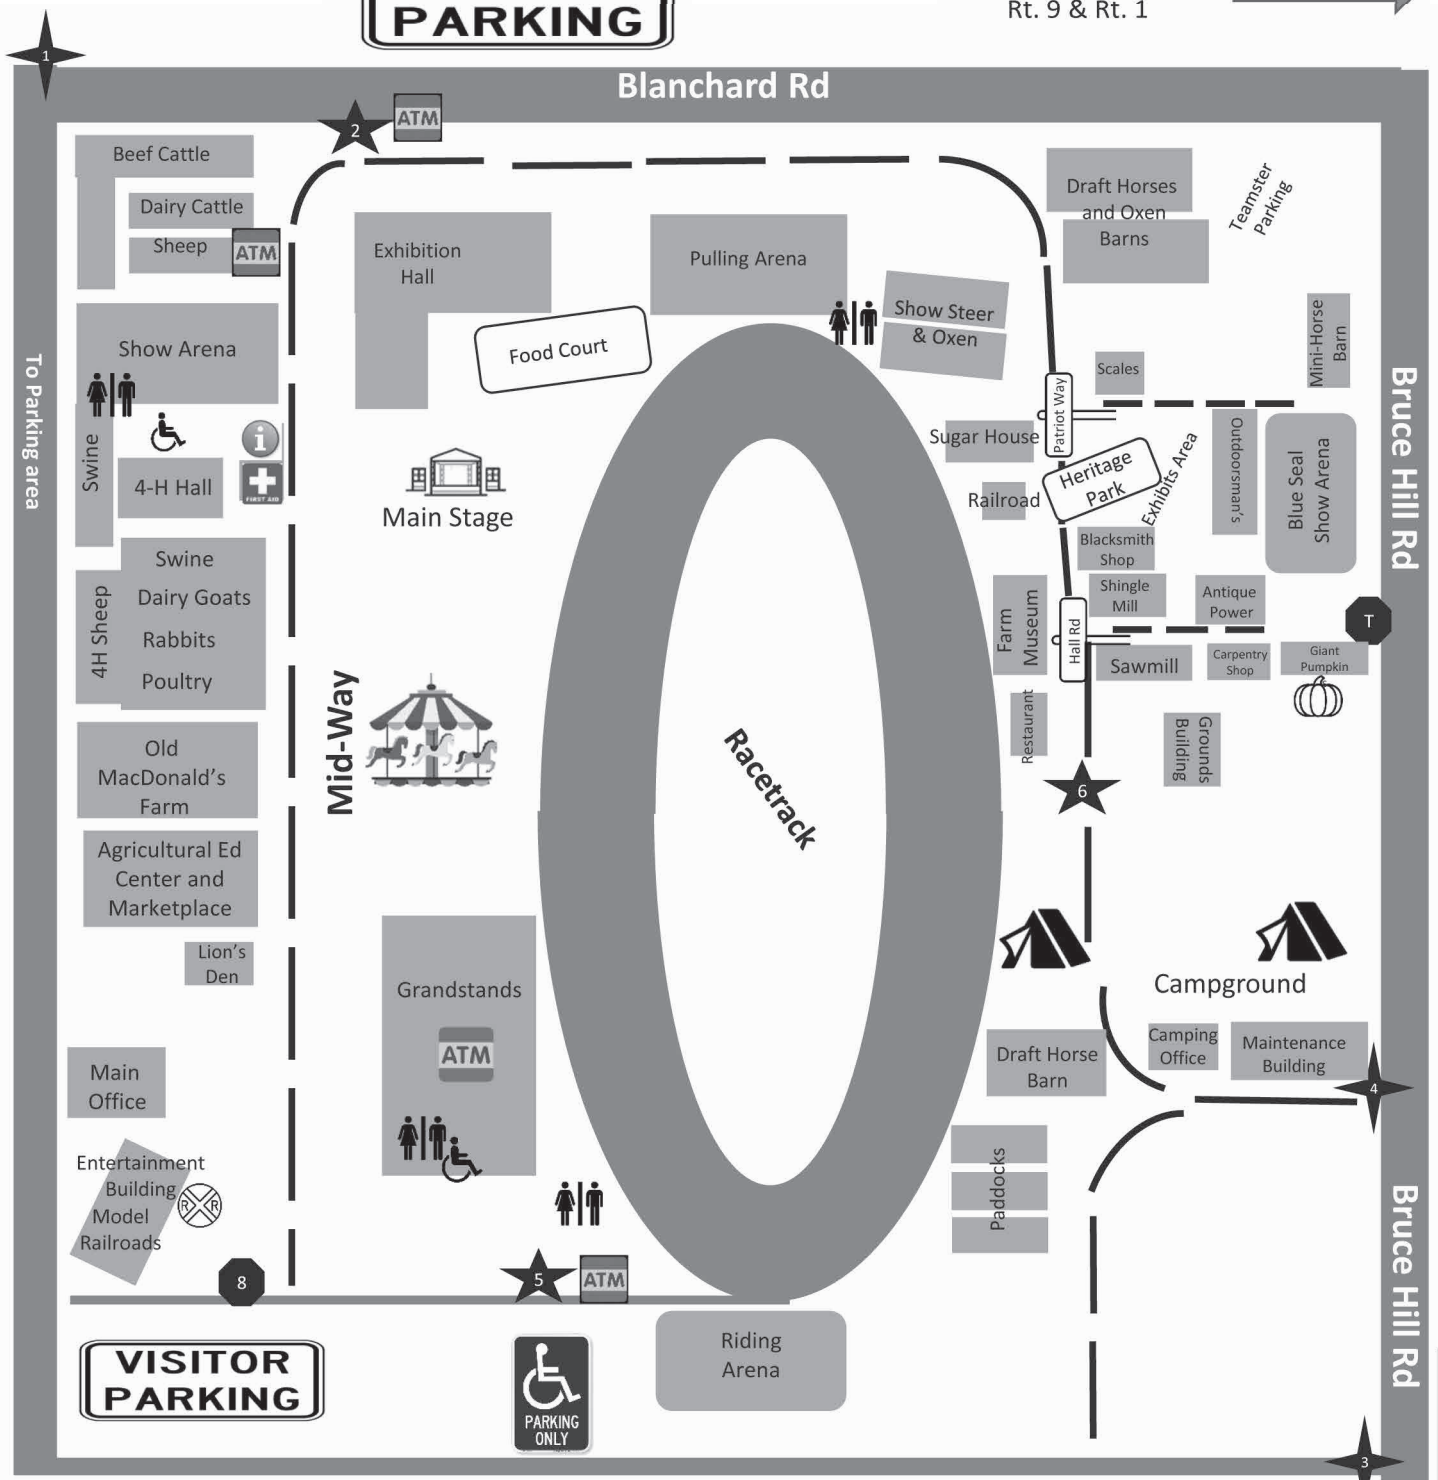 PARKING
Rt. 9 & Rt. 1
1
Blanchard Rd
2
ATM
Beef Cattle
Dairy Cattle
Sheep
ATM
Exhibition
Hall
Pulling Arena
Draft Horses
and Oxen
Barns
Teamster
Parking
Show Steer
& Oxen
Food Court
Show Arena
To Parking area
Mini-Horse
Barn
Scales
Patriot Way
Bruce Hill Rd
Sugar House
Heritage
Park
Exhibits Area
Outdoorsman's
Blue Seal
Show Arena
Swine
4-H Hall
i
FIRST AID
Main Stage
Railroad
Blacksmith
Shop
Shingle
Mill
Antique
Power
T
Swine
Dairy Goats
Rabbits
Poultry
4H Sheep
Farm
Museum
Hall Rd
Sawmill
Carpentry
Shop
Giant
Pumpkin
Restaurant
Grounds
Building
Mid-Way
Racetrack
6
Old
MacDonald's
Farm
Agricultural Ed
Center and
Marketplace
Lion's
Den
Grandstands
ATM
Campground
Draft Horse
Barn
Camping
Office
Maintenance
Building
4
Main
Office
Paddocks
Entertainment
Building
Model
Railroads
R R
Bruce Hill Rd
8
5
ATM
VISITOR
PARKING
PARKING
ONLY
Riding
Arena
3